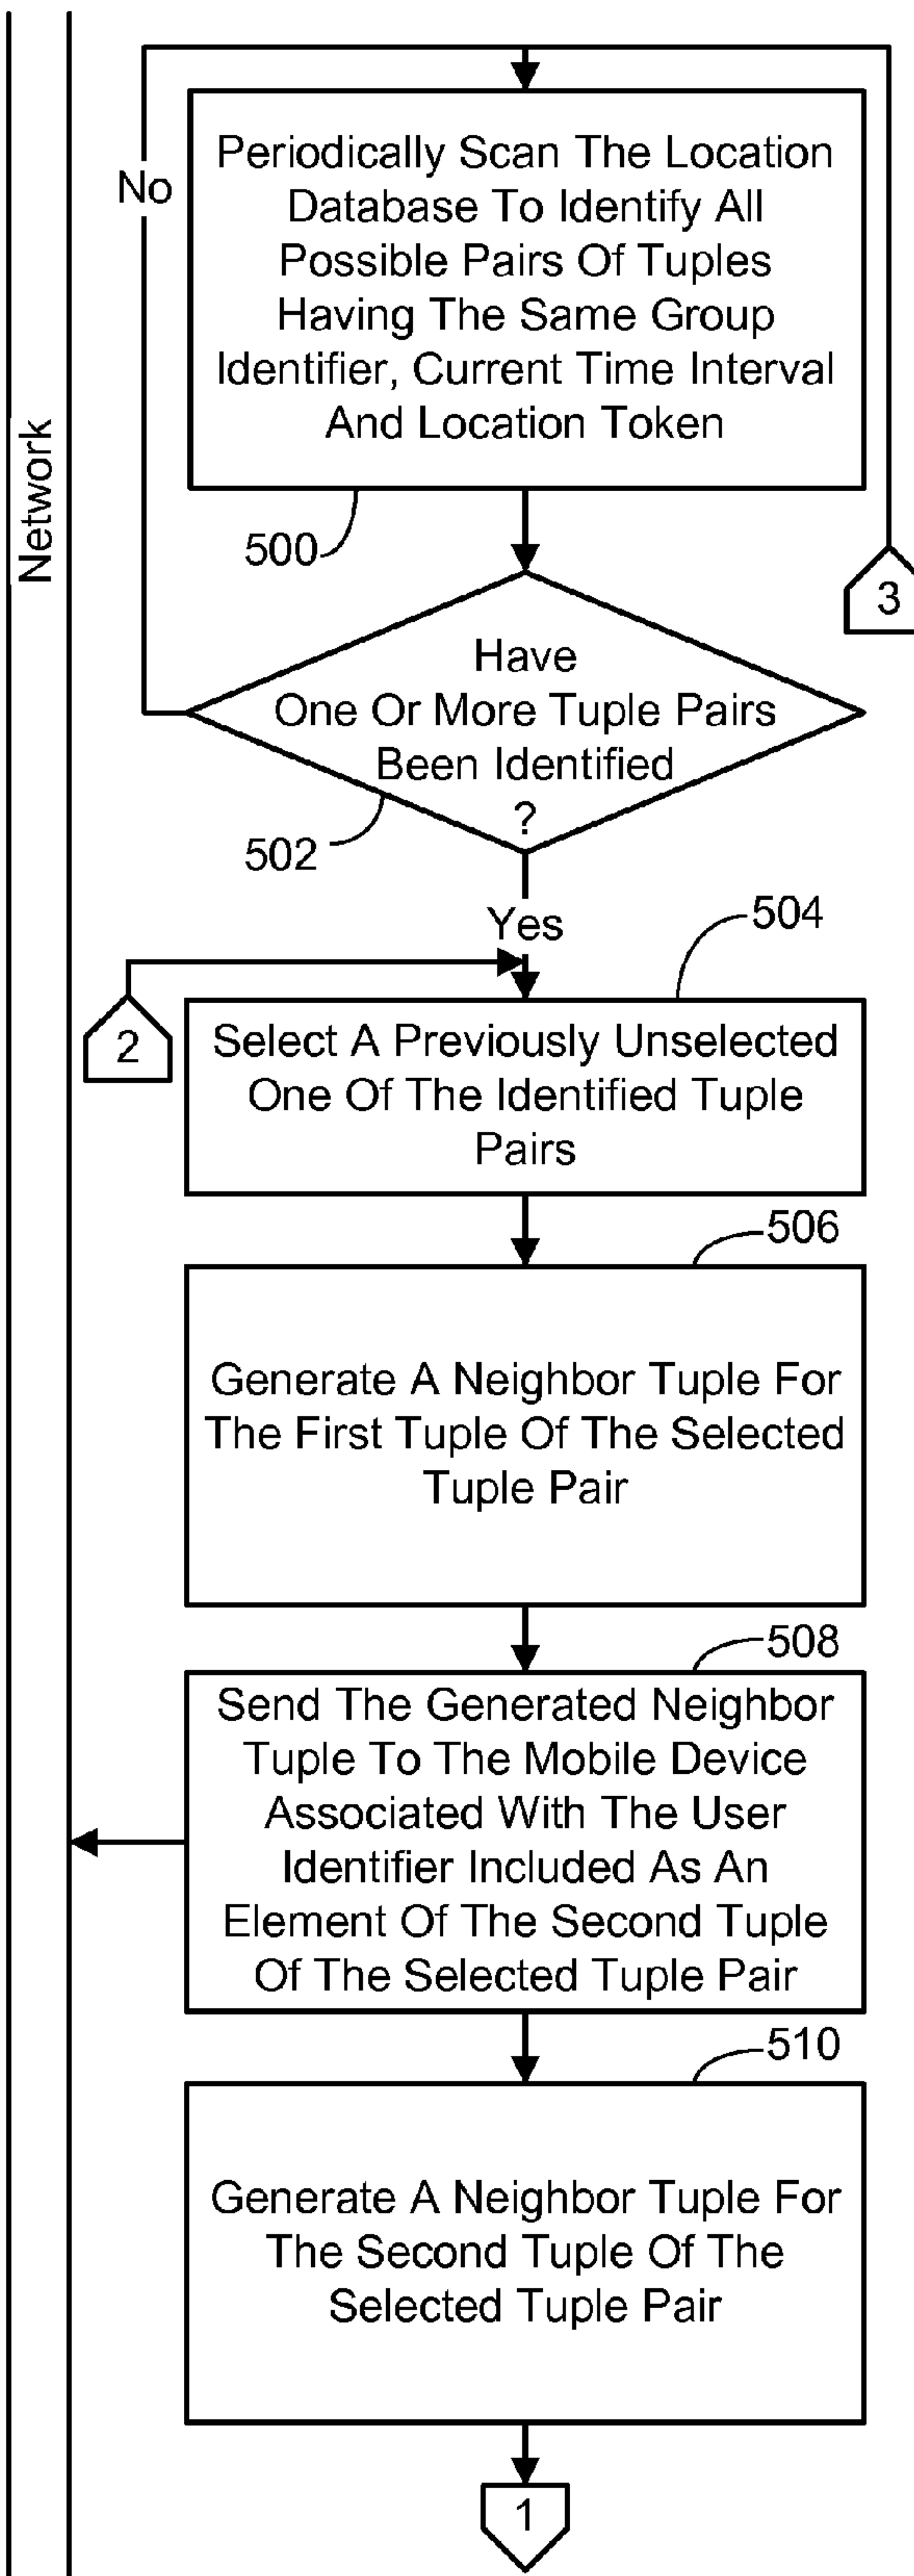 Network
No
Periodically Scan The Location
Database To Identify All
Possible Pairs Of Tuples
Having The Same Group
Identifier, Current Time Interval
And Location Token
500
3
Have
One Or More Tuple Pairs
Been Identified
?
502
Yes
504
2
Select A Previously Unselected
One Of The Identified Tuple
Pairs
506
Generate A Neighbor Tuple For
The First Tuple Of The Selected
Tuple Pair
508
Send The Generated Neighbor
Tuple To The Mobile Device
Associated With The User
Identifier Included As An
Element Of The Second Tuple
Of The Selected Tuple Pair
510
Generate A Neighbor Tuple For
The Second Tuple Of The
Selected Tuple Pair
1